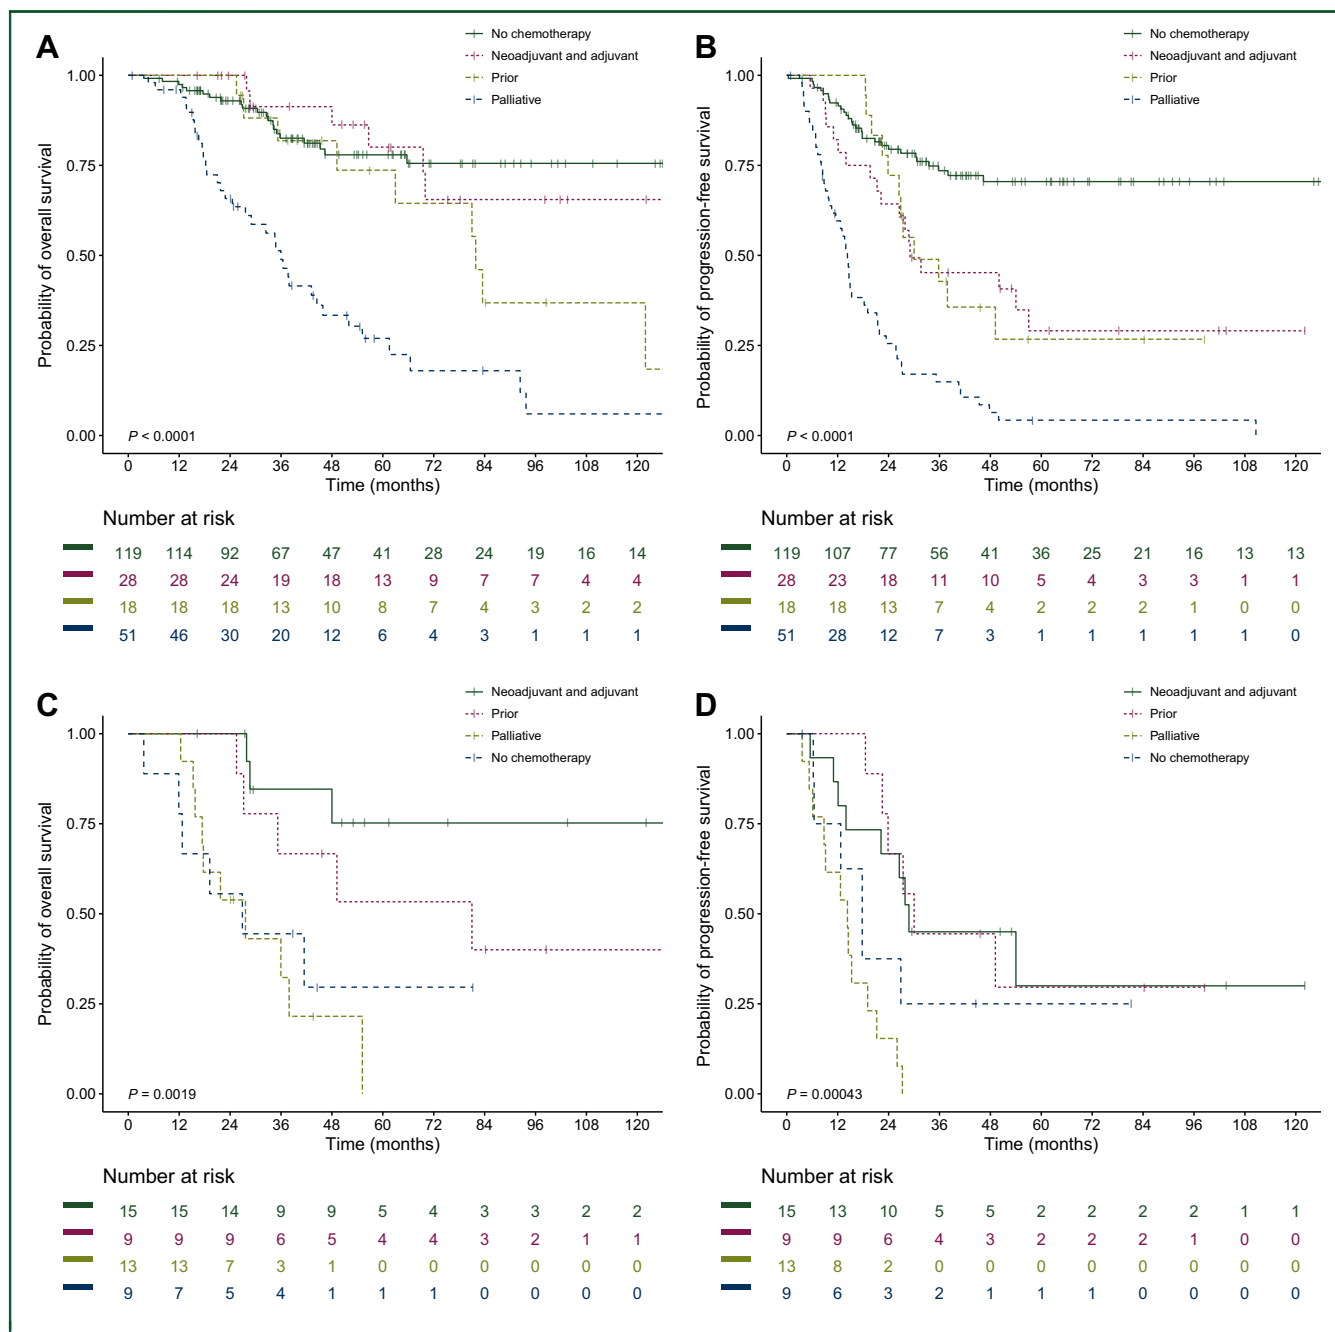 A
No chemotherapy
Neoadjuvant and adjuvant
Prior
Palliative
Probability of overall survival
1.00
0.75
0.50
0.25
0.00
P < 0.0001
0 12 24 36 48 60 72 84 96 108 120
Time (months)
Number at risk
119 114 92 67 47 41 28 24 19 16 14
28 28 24 19 18 13 9 7 7 4 4
18 18 18 13 10 8 7 4 3 2 2
51 46 30 20 12 6 4 3 1 1 1
B
No chemotherapy
Neoadjuvant and adjuvant
Prior
Palliative
Probability of progression-free survival
1.00
0.75
0.50
0.25
0.00
P < 0.0001
0 12 24 36 48 60 72 84 96 108 120
Time (months)
Number at risk
119 107 77 56 41 36 25 21 16 13 13
28 23 18 11 10 5 4 3 3 1 1
18 18 13 7 4 2 2 2 1 0 0
51 28 12 7 3 1 1 1 1 1 0
C
Neoadjuvant and adjuvant
Prior
Palliative
No chemotherapy
Probability of overall survival
1.00
0.75
0.50
0.25
0.00
P = 0.0019
0 12 24 36 48 60 72 84 96 108 120
Time (months)
Number at risk
15 15 14 9 9 5 4 3 3 2 2
9 9 9 6 5 4 4 3 2 1 1
13 13 7 3 1 0 0 0 0 0 0
9 7 5 4 1 1 1 0 0 0 0
D
Neoadjuvant and adjuvant
Prior
Palliative
No chemotherapy
Probability of progression-free survival
1.00
0.75
0.50
0.25
0.00
P = 0.00043
0 12 24 36 48 60 72 84 96 108 120
Time (months)
Number at risk
15 13 10 5 5 2 2 2 2 1 1
9 9 6 4 3 2 2 2 1 0 0
13 8 2 0 0 0 0 0 0 0 0
9 6 3 2 1 1 1 0 0 0 0